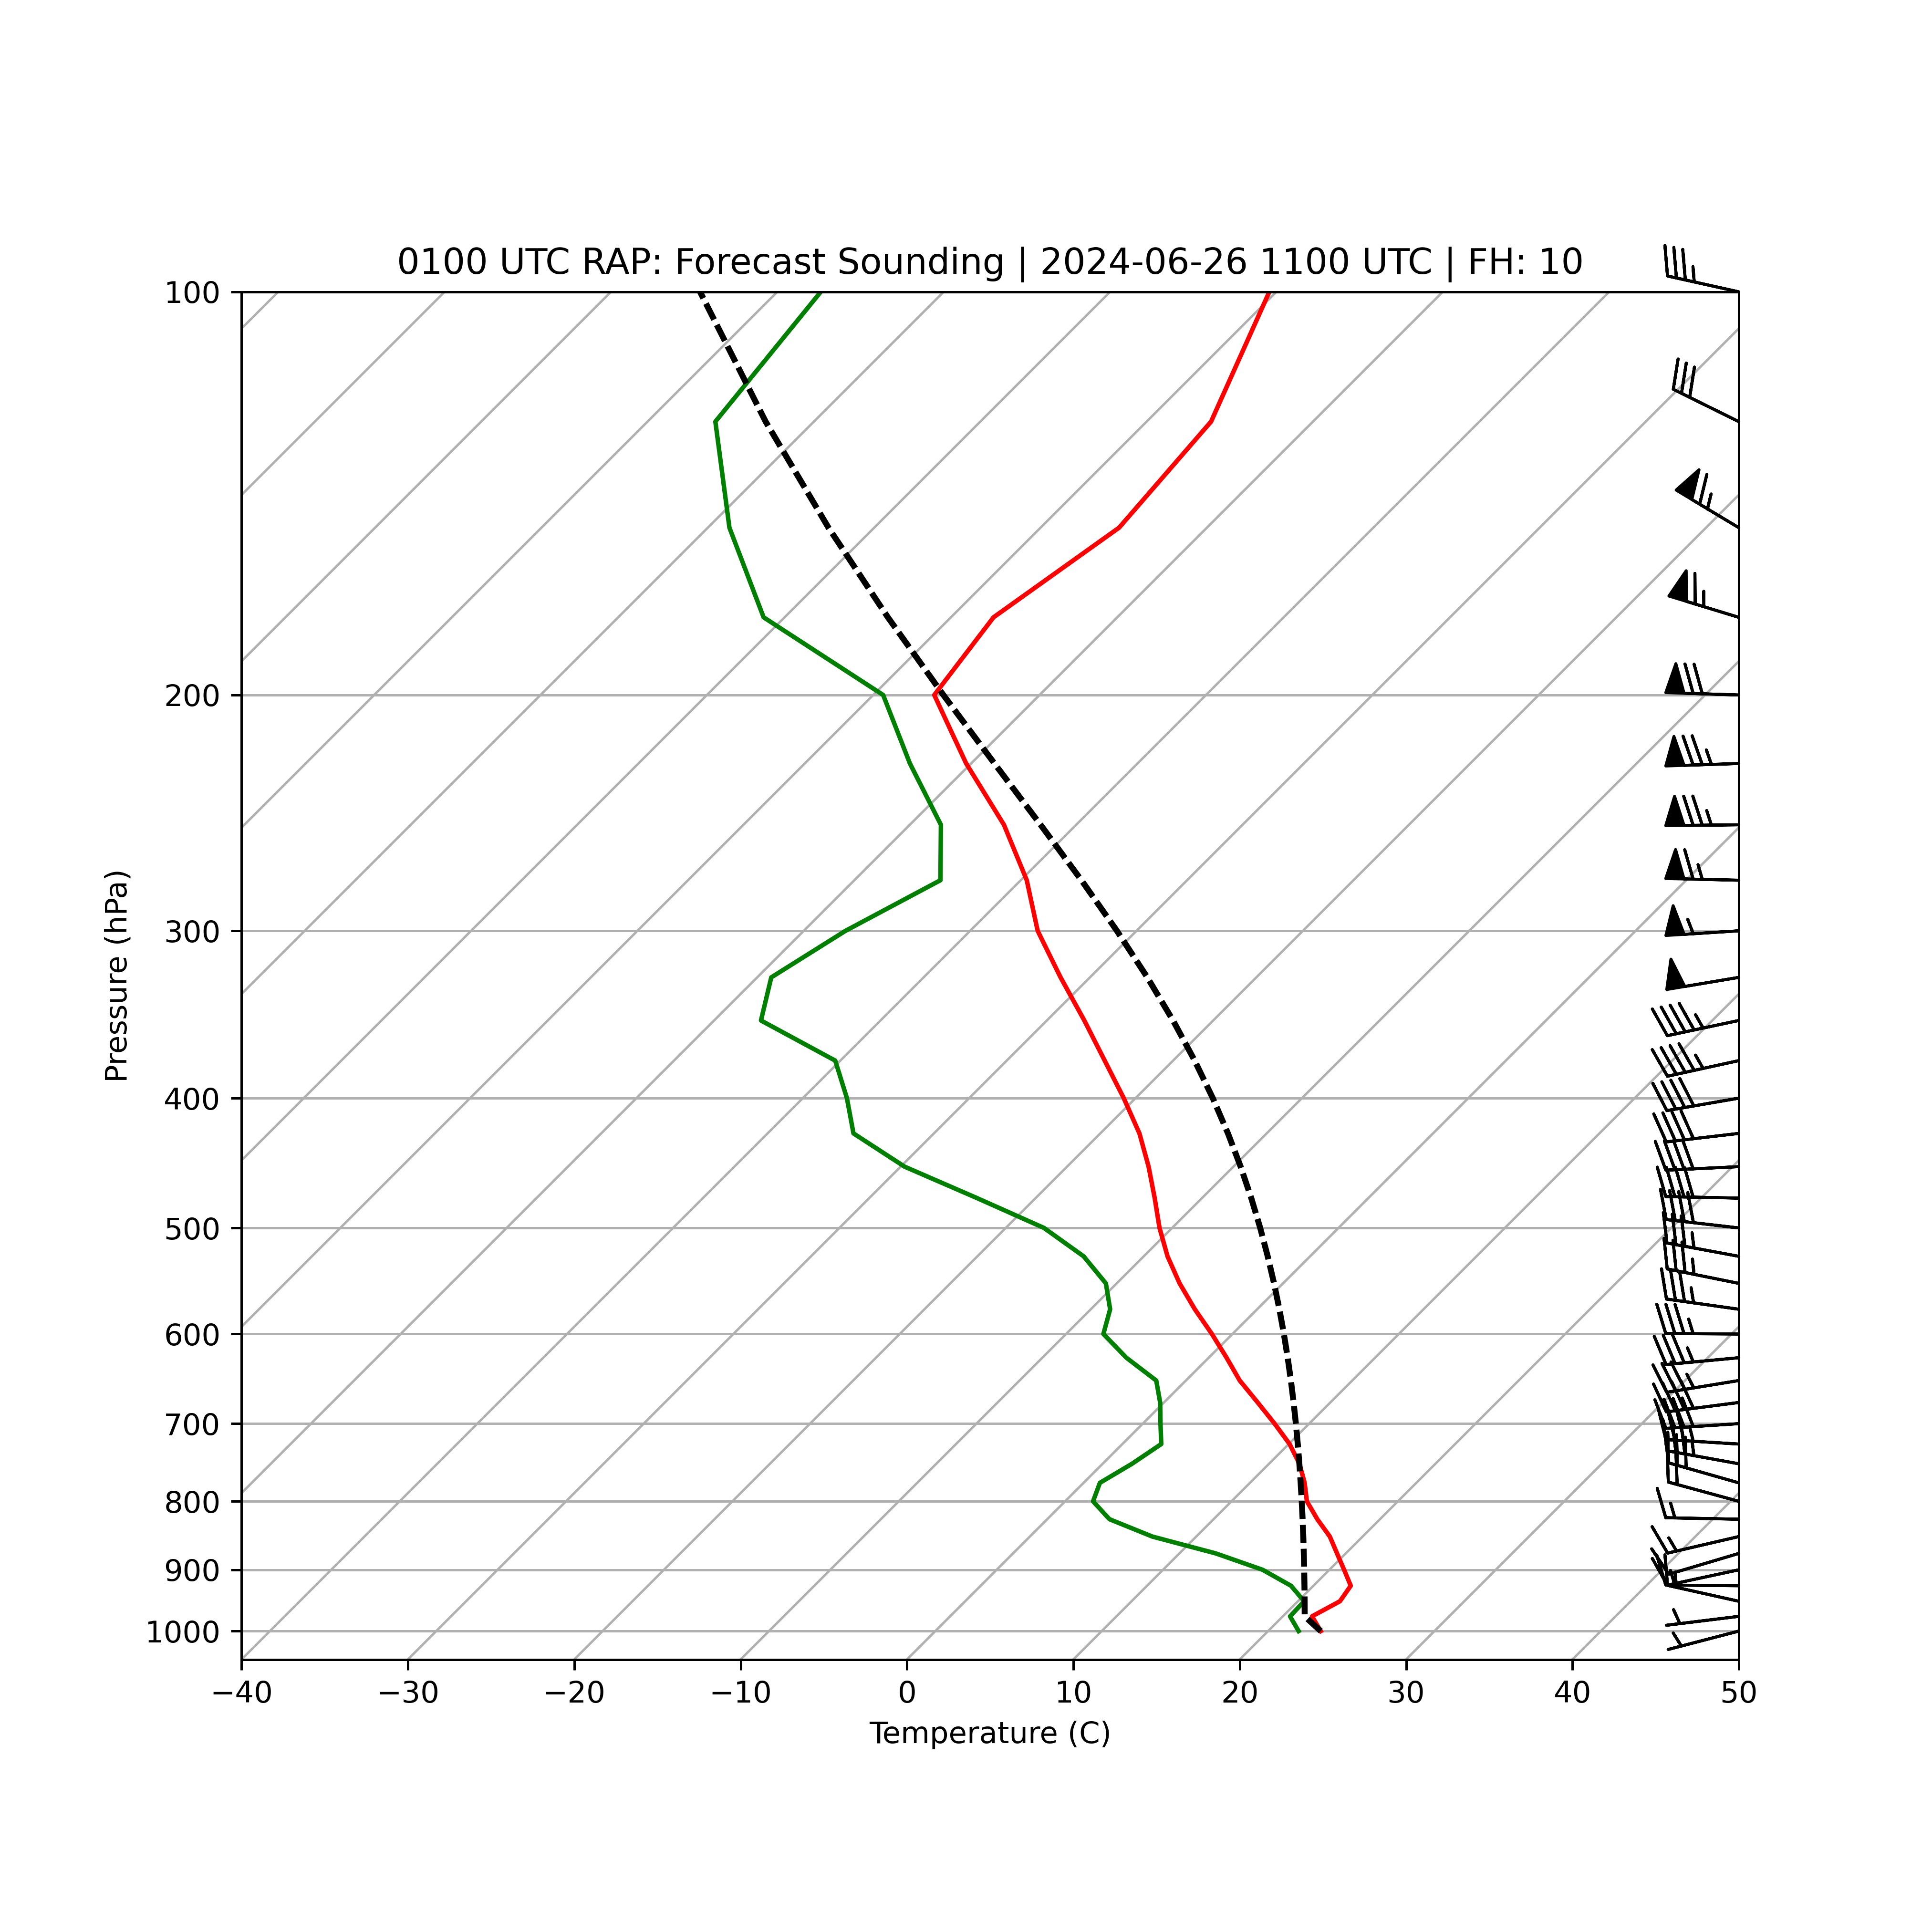 0100 UTC RAP: Forecast Sounding | 2024-06-26 1100 UTC | FH: 10
100
200
300
400
500
600
700
800
900
1000
Pressure (hPa)
−40 −30 −20 −10 0 10 20 30 40 50
Temperature (C)